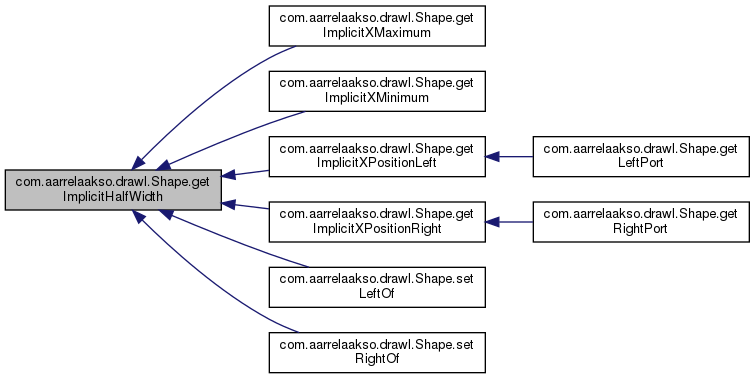 com.aarrelaakso.drawl.Shape.get
ImplicitHalfWidth
com.aarrelaakso.drawl.Shape.get
ImplicitXMaximum
com.aarrelaakso.drawl.Shape.get
ImplicitXMinimum
com.aarrelaakso.drawl.Shape.get
ImplicitXPositionLeft
com.aarrelaakso.drawl.Shape.get
LeftPort
com.aarrelaakso.drawl.Shape.get
ImplicitXPositionRight
com.aarrelaakso.drawl.Shape.get
RightPort
com.aarrelaakso.drawl.Shape.set
LeftOf
com.aarrelaakso.drawl.Shape.set
RightOf